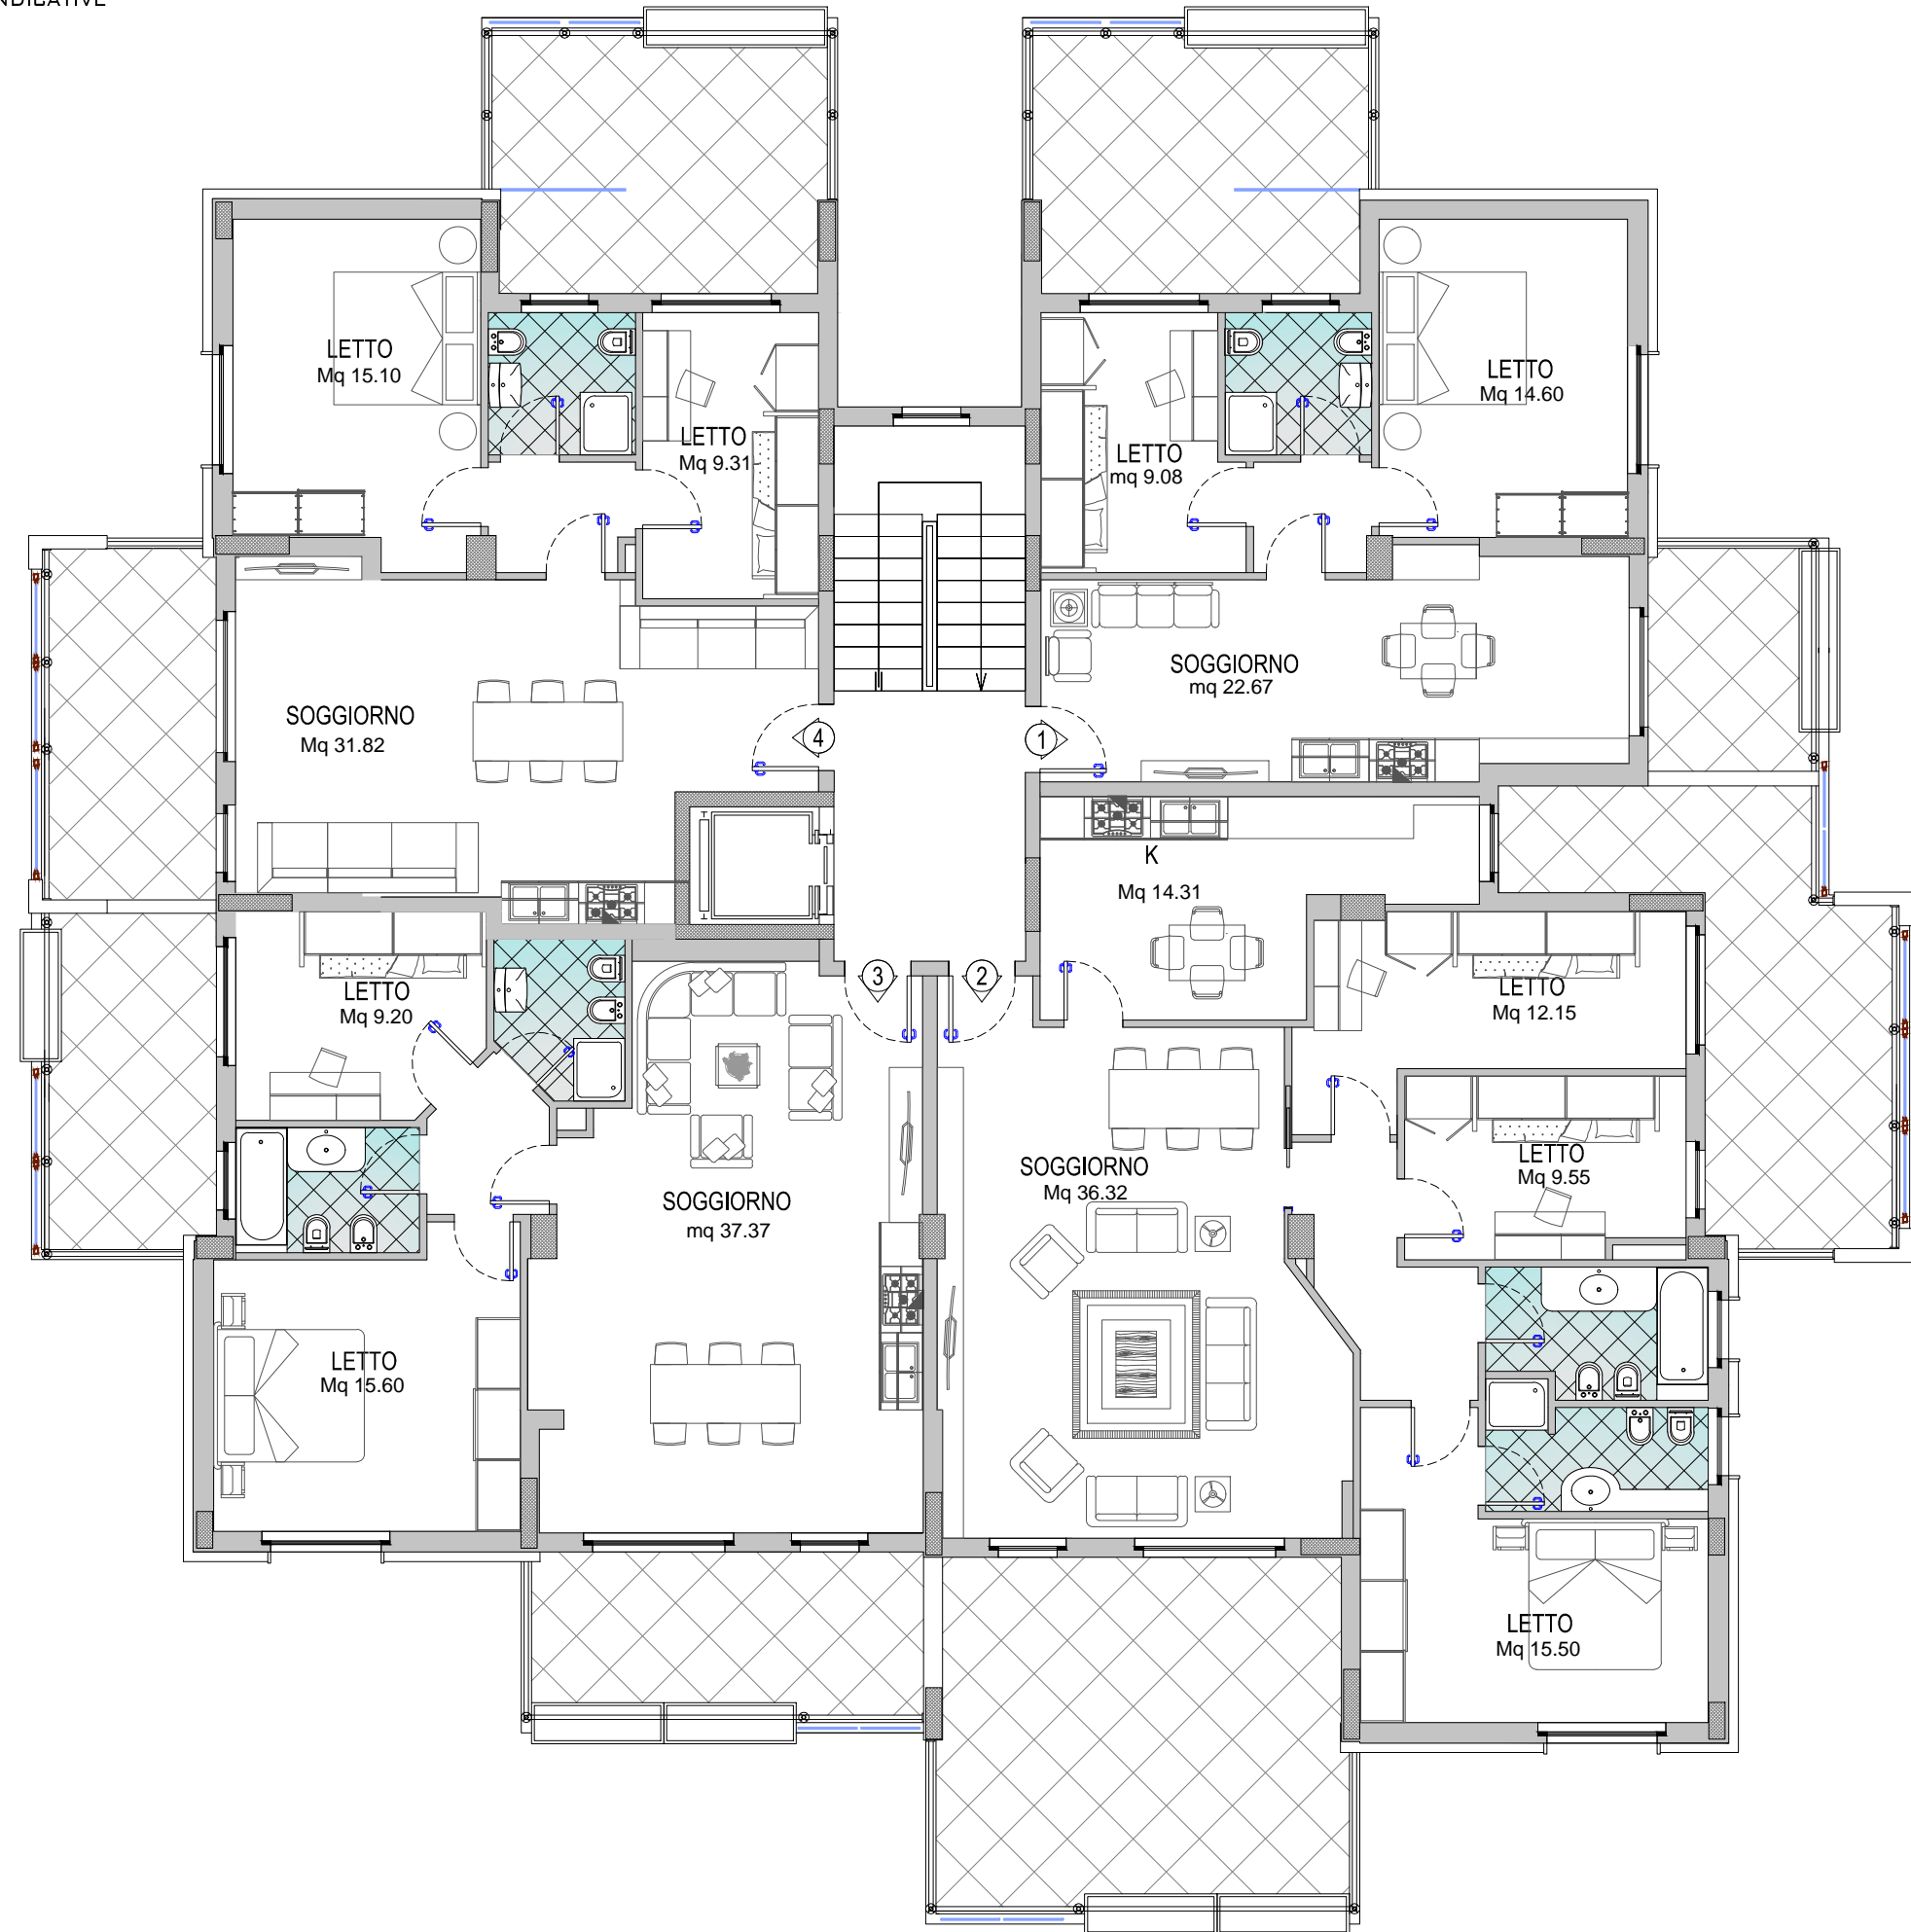 LETTO
Mq 15.10
LETTO
Mq 9.31
LETTO
mq 9.08
LETTO
Mq 14.60
SOGGIORNO
Mq 31.82
4
1
SOGGIORNO
mq 22.67
K
Mq 14.31
3
2
LETTO
Mq 9.20
LETTO
Mq 12.15
SOGGIORNO
mq 37.37
SOGGIORNO
Mq 36.32
LETTO
Mq 9.55
LETTO
Mq 15.60
LETTO
Mq 15.50